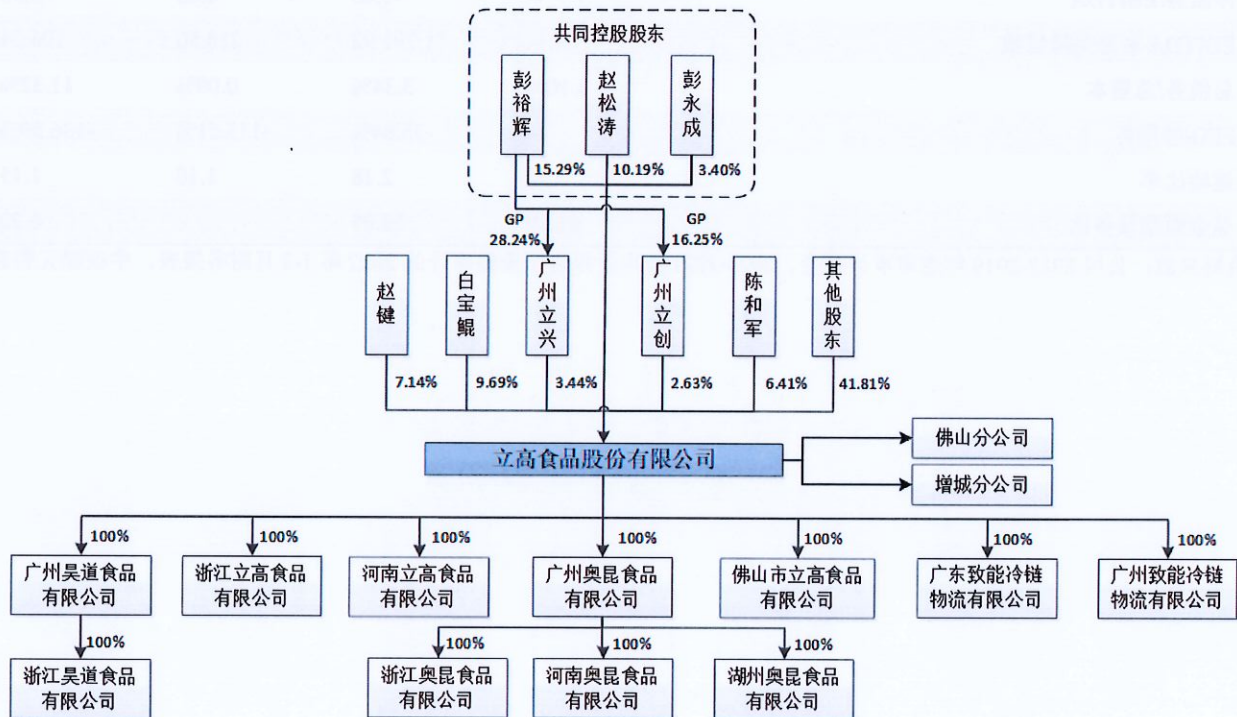 共同控股股东
彭裕辉
赵松涛
彭永成
15.29%
10.19%
3.40%
GP
28.24%
GP
16.25%
赵键
白宝鲲
广州立兴
广州立创
陈和军
其他股东
7.14%
9.69%
3.44%
2.63%
6.41%
41.81%
立高食品股份有限公司
佛山分公司
增城分公司
100%
100%
100%
100%
100%
100%
100%
广州昊道食品
有限公司
浙江立高食品
有限公司
河南立高食品
有限公司
广州奥昆食品
有限公司
佛山市立高食品
有限公司
广东致能冷链
物流有限公司
广州致能冷链
物流有限公司
100%
100%
100%
100%
浙江昊道食品
有限公司
浙江奥昆食品
有限公司
河南奥昆食品
有限公司
湖州奥昆食品
有限公司